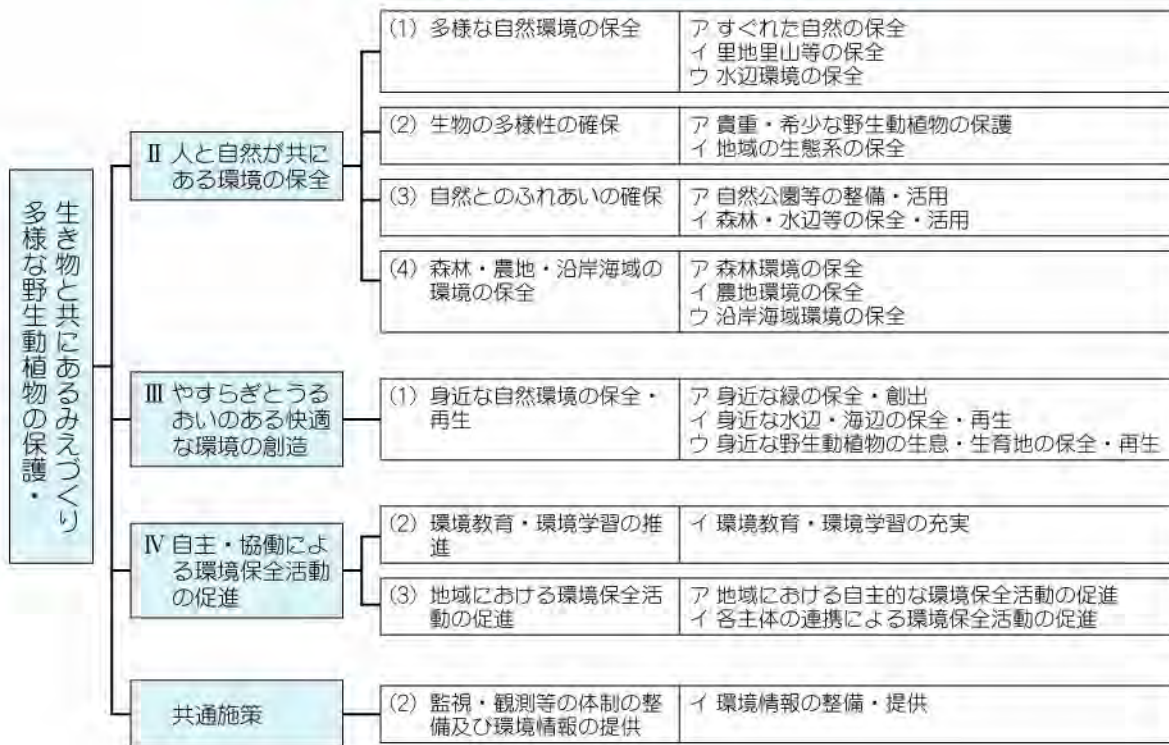 生き物と共にあるみえづくり
多様な野生動植物の保護・
Ⅱ 人と自然が共に
ある環境の保全
(1) 多様な自然環境の保全
ア すぐれた自然の保全
イ 里地里山等の保全
ウ 水辺環境の保全
(2) 生物の多様性の確保
ア 貴重・希少な野生動植物の保護
イ 地域の生態系の保全
(3) 自然とのふれあいの確保
ア 自然公園等の整備・活用
イ 森林・水辺等の保全・活用
(4) 森林・農地・沿岸海域の
環境の保全
ア 森林環境の保全
イ 農地環境の保全
ウ 沿岸海域環境の保全
Ⅲ やすらぎとうる
おいのある快適
な環境の創造
(1) 身近な自然環境の保全・
再生
ア 身近な緑の保全・創出
イ 身近な水辺・海辺の保全・再生
ウ 身近な野生動植物の生息・生育地の保全・再生
Ⅳ 自主・協働によ
る環境保全活動
の促進
(2) 環境教育・環境学習の推
進
イ 環境教育・環境学習の充実
(3) 地域における環境保全活
動の促進
ア 地域における自主的な環境保全活動の促進
イ 各主体の連携による環境保全活動の促進
共通施策
(2) 監視・観測等の体制の整
備及び環境情報の提供
イ 環境情報の整備・提供